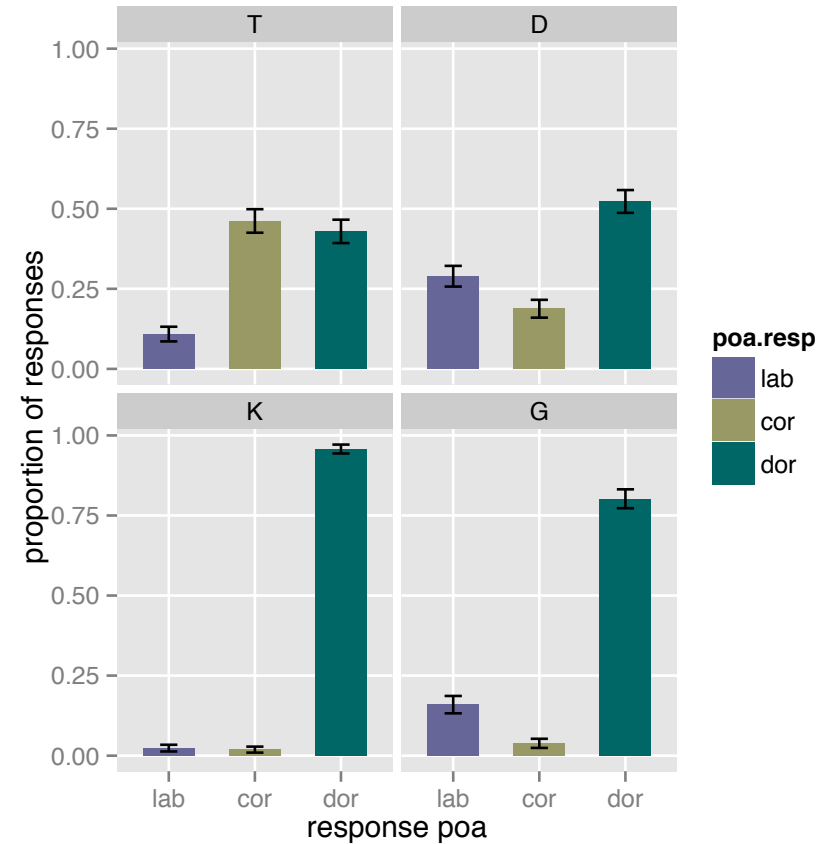 T
D
1.00
0.75
0.50
0.25
0.00
K
G
1.00
0.75
0.50
0.25
0.00
lab
cor
dor
lab
cor
dor
response poa
proportion of responses
poa.resp
lab
cor
dor